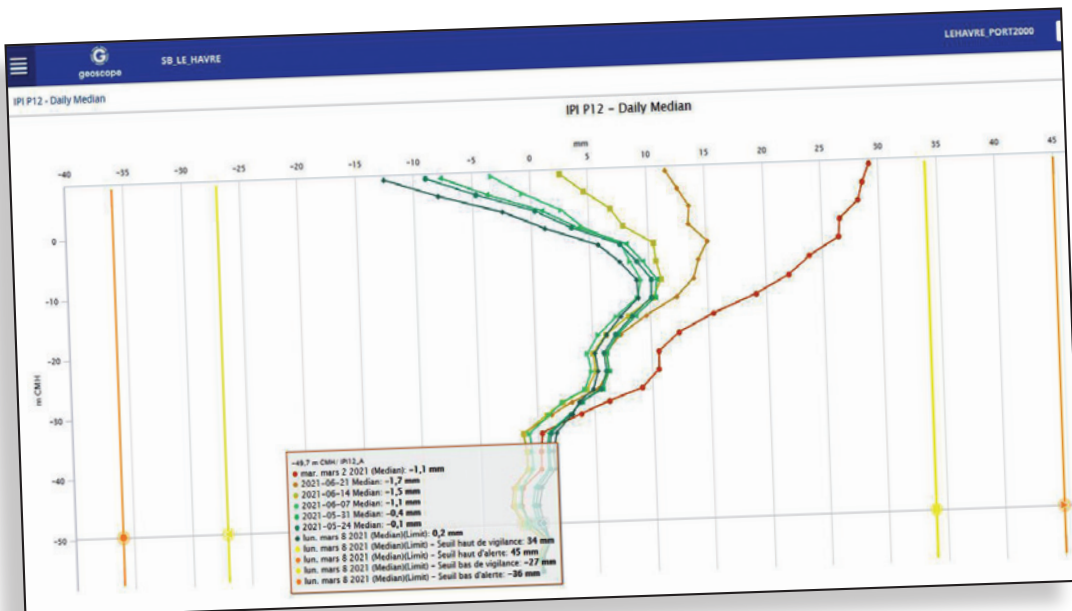 geoscope
SB_LE_HAVRE
LEHAVRE_PORT2000
IPI P12 - Daily Median
IPI P12 - Daily Median
mm
-40 -35 -30 -25 -20 -15 -10 -5 0 5 10 15 20 25 30 35 40 45
0
-10
-20
-30
-40
-50
m CMH
-49,7 m CMH: IPI12_A
mar. mars 2 2021 (Median): -1,1 mm
2021-06-21 Median: -1,7 mm
2021-06-14 Median: -1,5 mm
2021-06-07 Median: -1,1 mm
2021-05-31 Median: -0,4 mm
2021-05-24 Median: -0,1 mm
lun. mars 8 2021 (Median)(Limit): 0,2 mm
lun. mars 8 2021 (Median)(Limit) - Seuil haut de vigilance: 34 mm
lun. mars 8 2021 (Median)(Limit) - Seuil haut d'alerte: 45 mm
lun. mars 8 2021 (Median)(Limit) - Seuil bas de vigilance: -27 mm
lun. mars 8 2021 (Median)(Limit) - Seuil bas d'alerte: -36 mm